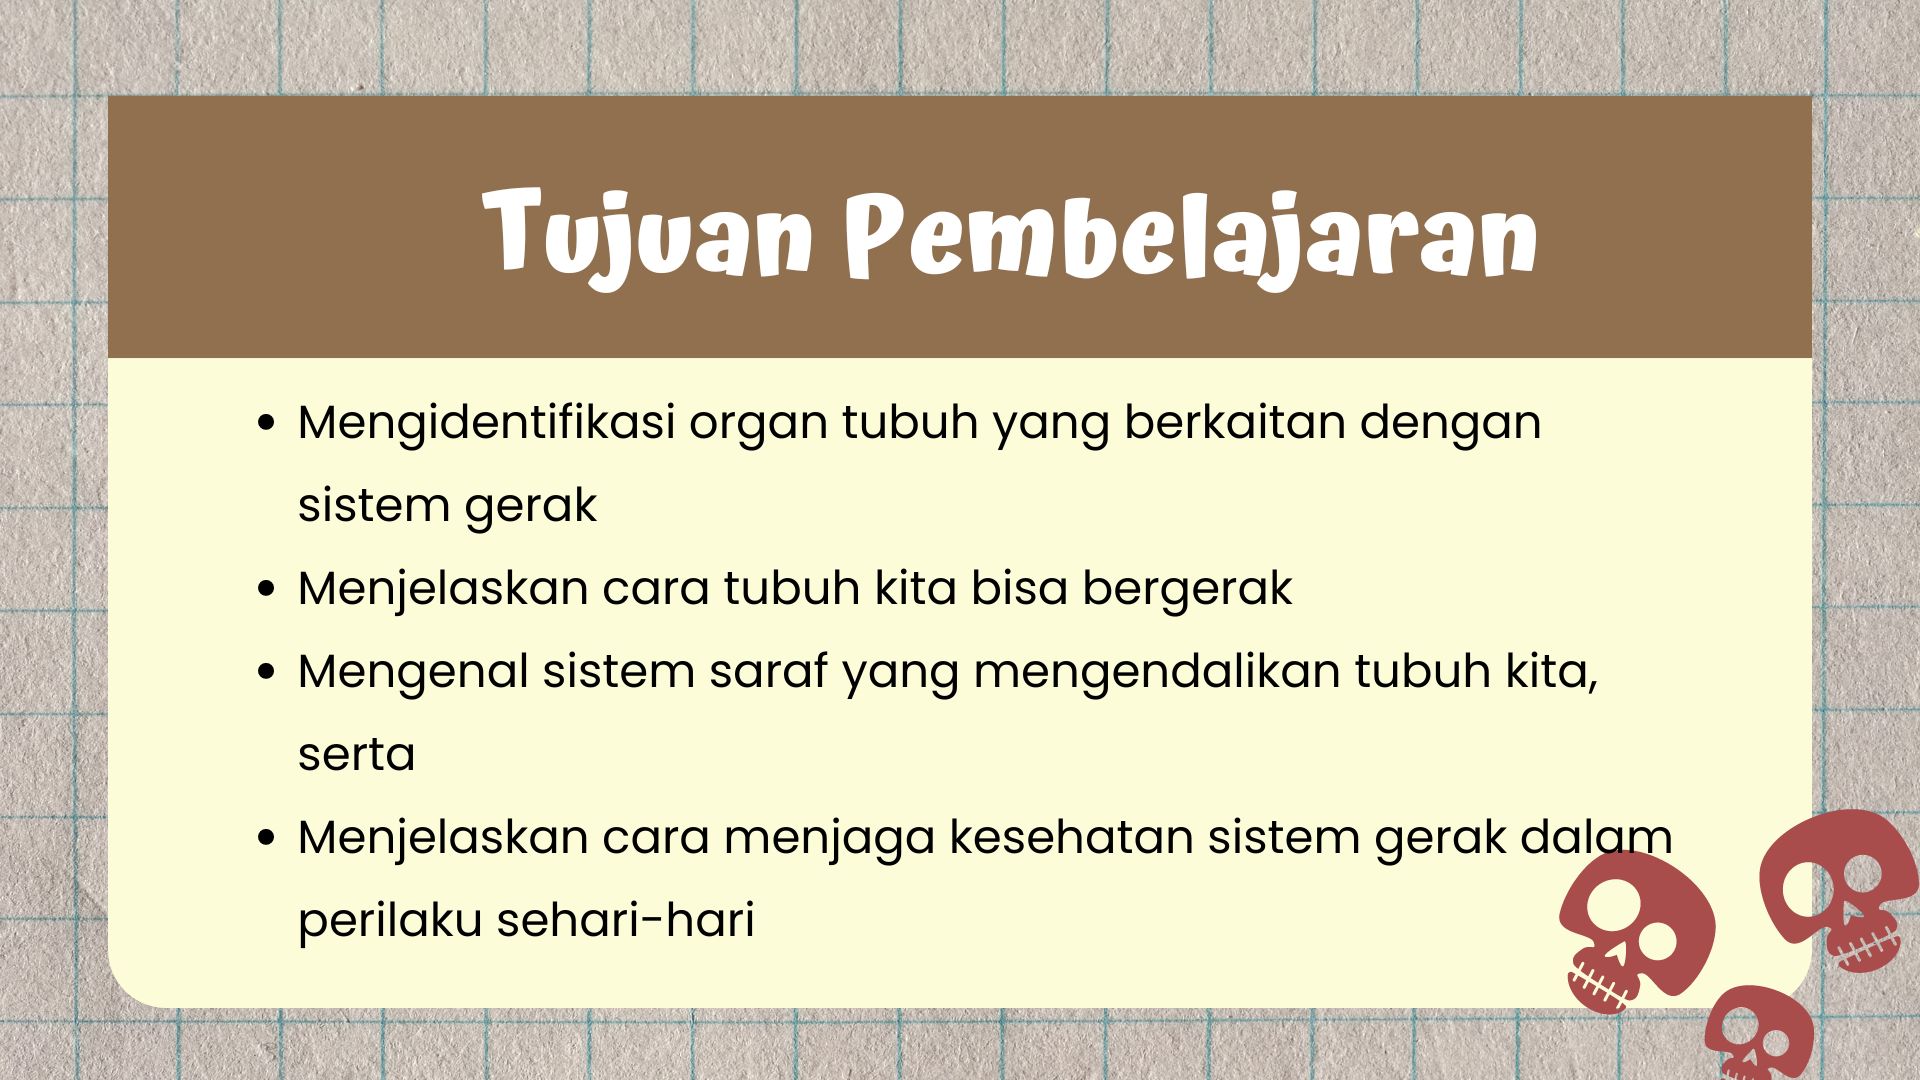 Tujuan Pembelajaran
• Mengidentifikasi organ tubuh yang berkaitan dengan
sistem gerak
• Menjelaskan cara tubuh kita bisa bergerak
• Mengenal sistem saraf yang mengendalikan tubuh kita,
serta
• Menjelaskan cara menjaga kesehatan sistem gerak dalam
perilaku sehari-hari